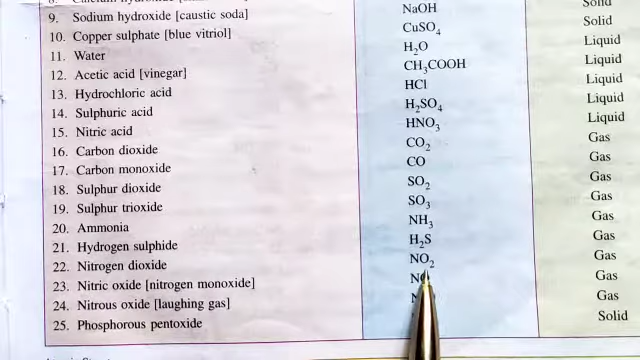 9. Sodium hydroxide [caustic soda] NaOH Solid
10. Copper sulphate [blue vitriol] CuSO₄ Solid
11. Water H₂O Liquid
12. Acetic acid [vinegar] CH₃COOH Liquid
13. Hydrochloric acid HCl Liquid
14. Sulphuric acid H₂SO₄ Liquid
15. Nitric acid HNO₃ Liquid
16. Carbon dioxide CO₂ Gas
17. Carbon monoxide CO Gas
18. Sulphur dioxide SO₂ Gas
19. Sulphur trioxide SO₃ Gas
20. Ammonia NH₃ Gas
21. Hydrogen sulphide H₂S Gas
22. Nitrogen dioxide NO₂ Gas
23. Nitric oxide [nitrogen monoxide] Gas
24. Nitrous oxide [laughing gas] Gas
25. Phosphorous pentoxide Solid